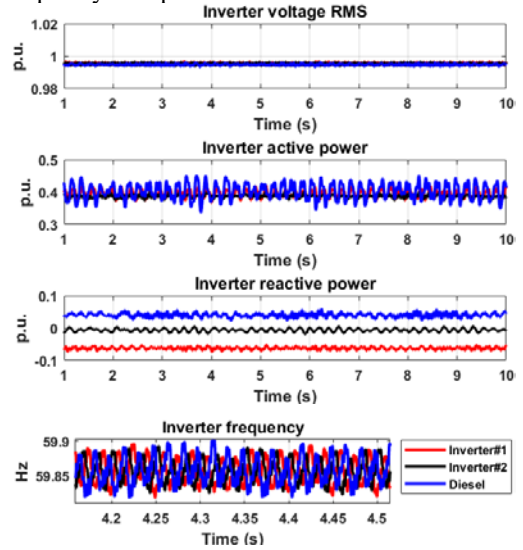 Inverter voltage RMS
1.02
1
0.98
p.u.
1 2 3 4 5 6 7 8 9 10
Time (s)
Inverter active power
0.5
0.4
0.3
p.u.
1 2 3 4 5 6 7 8 9 10
Time (s)
Inverter reactive power
0.1
0
-0.1
p.u.
1 2 3 4 5 6 7 8 9 10
Time (s)
Inverter frequency
59.9
59.85
Hz
4.2 4.25 4.3 4.35 4.4 4.45 4.5
Time (s)
Inverter#1
Inverter#2
Diesel